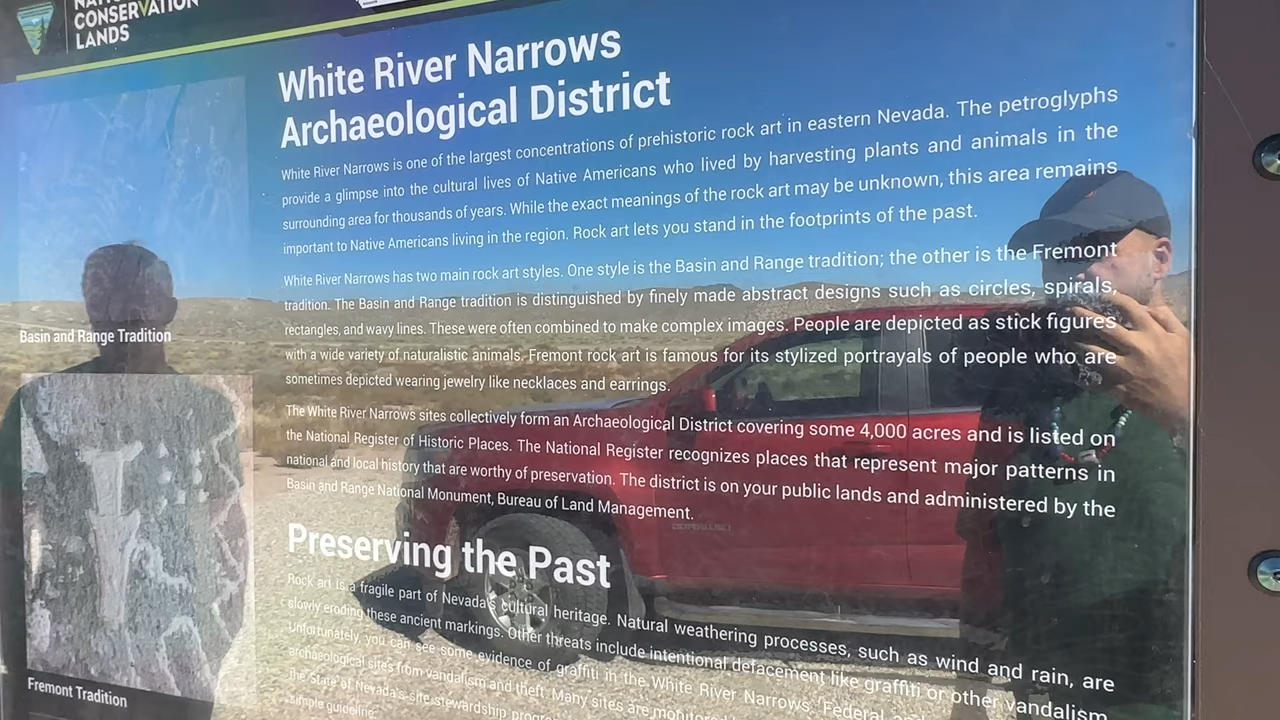 NATIONAL
CONSERVATION
LANDS
White River Narrows
Archaeological District
White River Narrows is one of the largest concentrations of prehistoric rock art in eastern Nevada. The petroglyphs
provide a glimpse into the cultural lives of Native Americans who lived by harvesting plants and animals in the
surrounding area for thousands of years. While the exact meanings of the rock art may be unknown, this area remains
important to Native Americans living in the region. Rock art lets you stand in the footprints of the past.
White River Narrows has two main rock art styles. One style is the Basin and Range tradition; the other is the Fremont
tradition. The Basin and Range tradition is distinguished by finely made abstract designs such as circles, spirals,
rectangles, and wavy lines. These were often combined to make complex images. People are depicted as stick figures
with a wide variety of naturalistic animals. Fremont rock art is famous for its stylized portrayals of people who are
sometimes depicted wearing jewelry like necklaces and earrings.
The White River Narrows sites collectively form an Archaeological District covering some 4,000 acres and is listed on
the National Register of Historic Places. The National Register recognizes places that represent major patterns in
national and local history that are worthy of preservation. The district is on your public lands and administered by the
Basin and Range National Monument, Bureau of Land Management.
Preserving the Past
Rock art is a fragile part of Nevada's cultural heritage. Natural weathering processes, such as wind and rain, are
slowly eroding these ancient markings. Other threats include intentional defacement like graffiti or other vandalism.
Unfortunately, you can see some evidence of graffiti in the White River Narrows. Federal
archaeological sites from vandalism and theft. Many sites are monitored
the State of Nevada's site stewardship
simple guideline
Basin and Range Tradition
Fremont Tradition